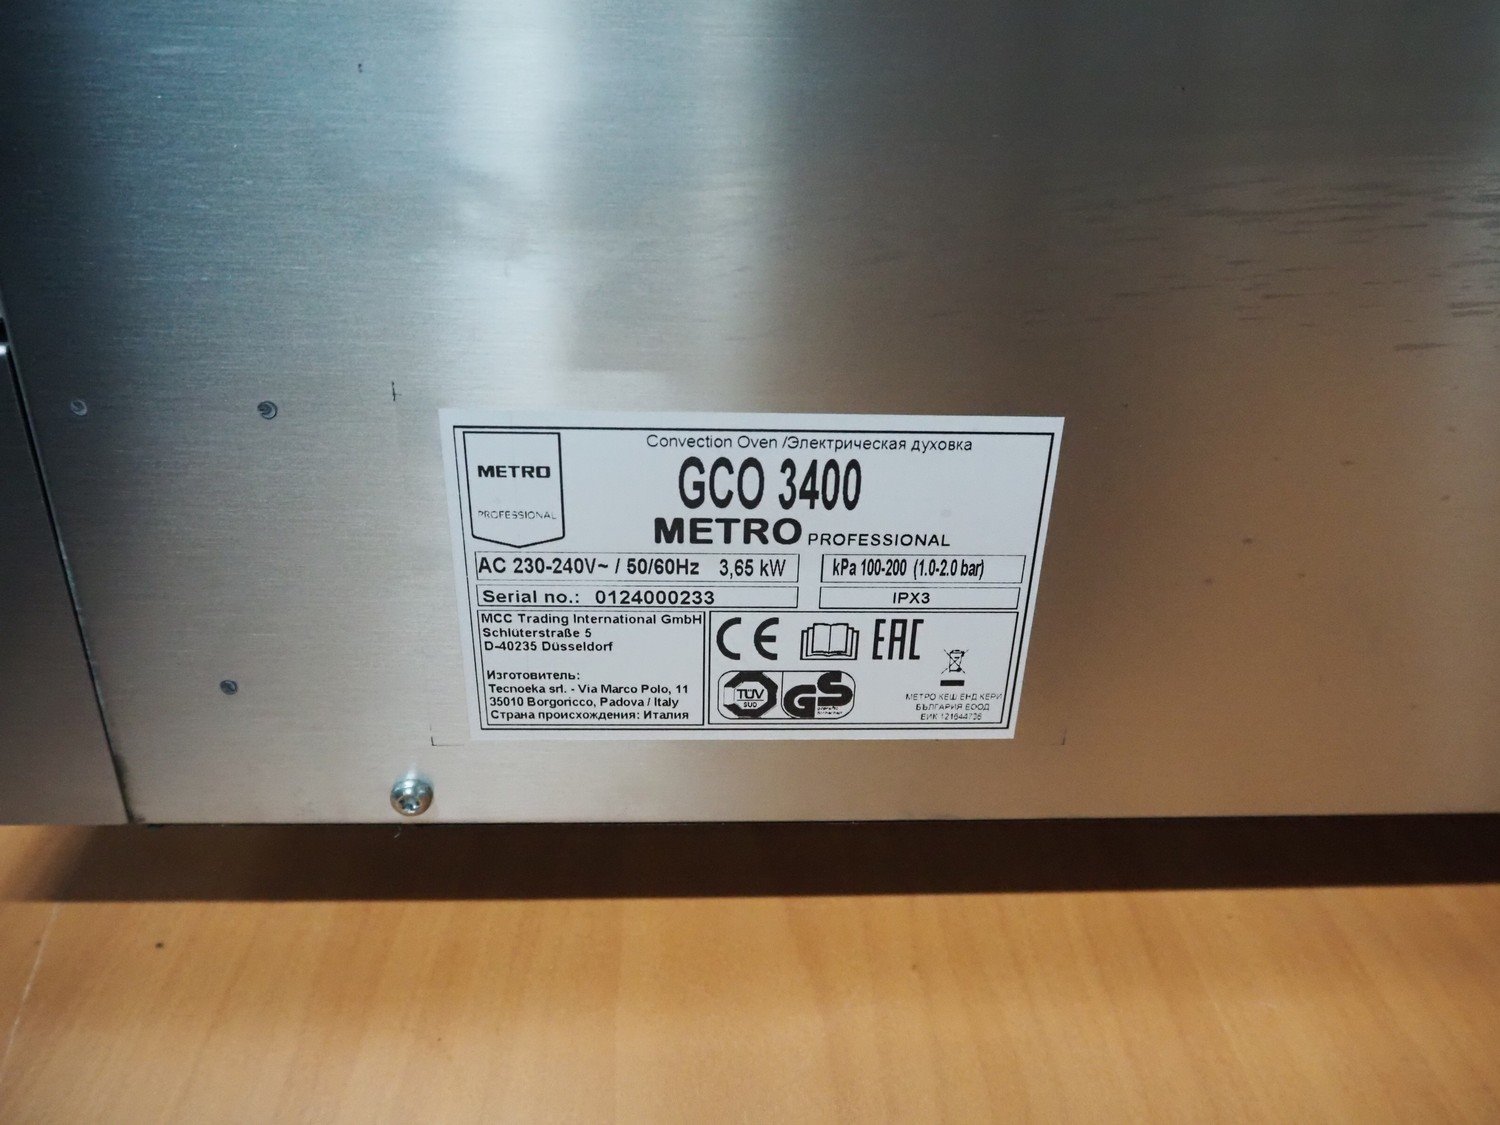 METRO
PROFESSIONAL
Convection Oven /Электрическая духовка
GCO 3400
METRO PROFESSIONAL
AC 230-240V~ / 50/60Hz 3,65 kW
kPa 100-200 (1.0-2.0 bar)
Serial no.: 0124000233
IPX3
MCC Trading International GmbH
Schlüterstraße 5
D-40235 Düsseldorf
Изготовитель:
Tecnoeka srl. - Via Marco Polo, 11
35010 Borgoricco, Padova / Italy
Страна происхождения: Италия
CE
EAC
TÜV
SÜD
GS
МЕТРО КЕШ ЕНД КЕРИ
БЪЛГАРИЯ ЕООД
ЕИК